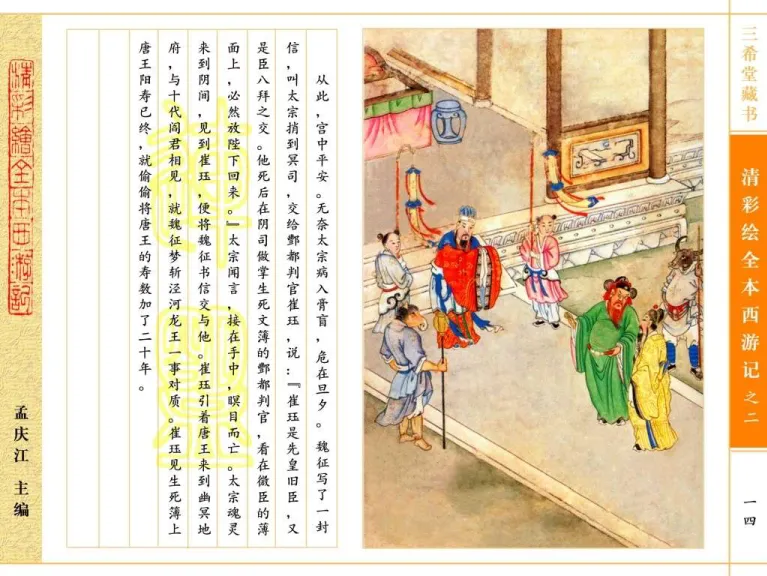 三希堂藏书
清彩绘全本西游记之二
一四
从此，宫中平安。无奈太宗病入膏肓，危在旦夕。魏征写了一封
信，叫太宗捎到冥司，交给酆都判官崔珏，说：『崔珏是先皇旧臣，又
是臣八拜之交。他死后在阴司做掌生死文簿的酆都判官，看在微臣的薄
面上，必然放陛下回来。』太宗闻言，接在手中，瞑目而亡。太宗魂灵
来到阴间，见到崔珏，便将魏征书信交与他。崔珏引着唐王来到幽冥地
府，与十代阎君相见，就魏征梦斩泾河龙王一事对质。崔珏见生死簿上
唐王阳寿已终，就偷偷将唐王的寿数加了二十年。
清彩繪全本西游記
孟庆江 主编